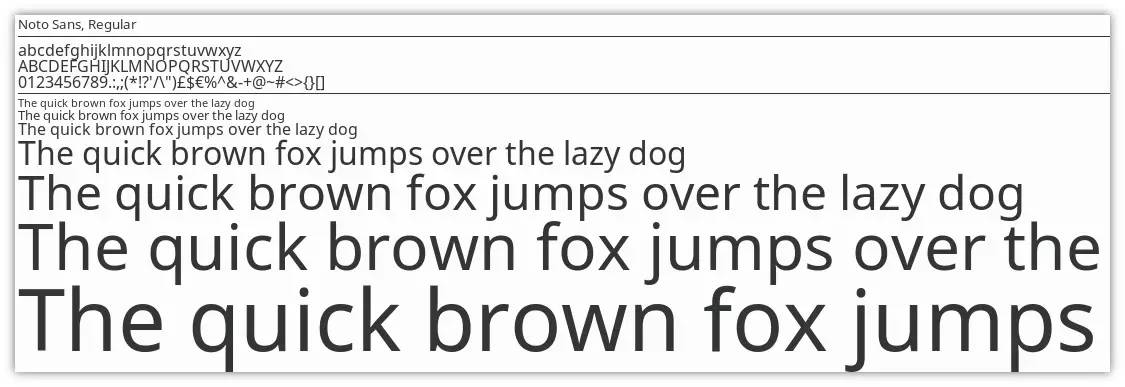 Noto Sans, Regular
abcdefghijklmnopqrstuvwxyz
ABCDEFGHIJKLMNOPQRSTUVWXYZ
0123456789.:,;(*!?'/\")£$€%^&-+@~#<>{}[]
The quick brown fox jumps over the lazy dog
The quick brown fox jumps over the lazy dog
The quick brown fox jumps over the lazy dog
The quick brown fox jumps over the lazy dog
The quick brown fox jumps over the lazy dog
The quick brown fox jumps over the
The quick brown fox jumps